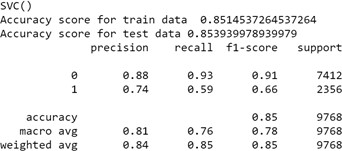 SVC()
Accuracy score for train data  0.8514537264537264
Accuracy score for test data 0.853939978939979
precision    recall  f1-score   support
0       0.88      0.93      0.91      7412
1       0.74      0.59      0.66      2356
accuracy                           0.85      9768
macro avg       0.81      0.76      0.78      9768
weighted avg       0.84      0.85      0.85      9768